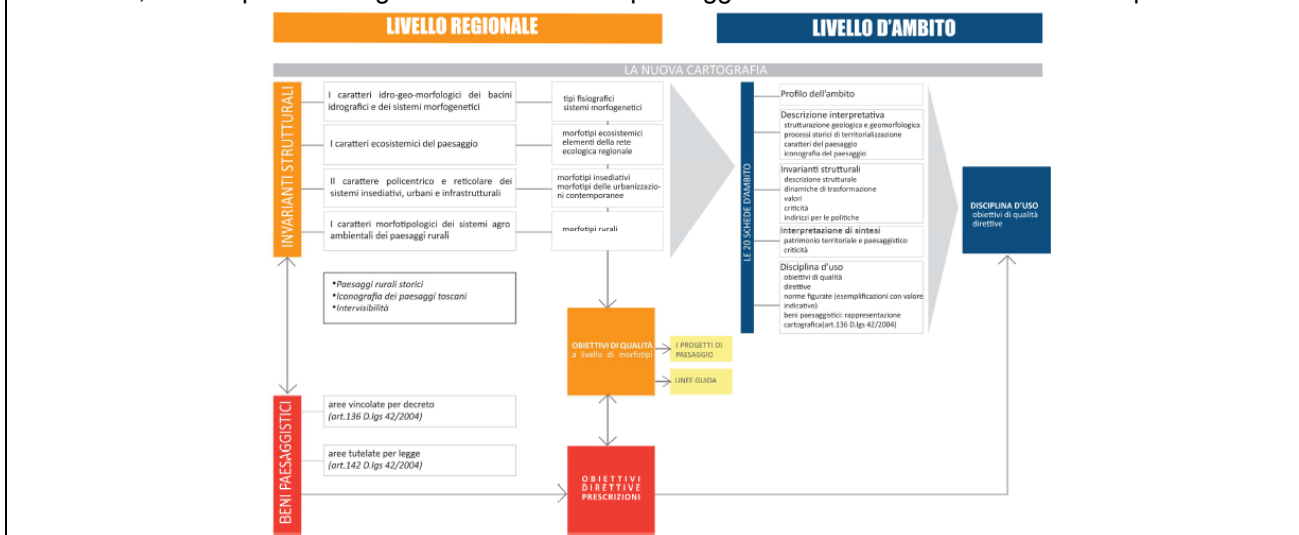 LIVELLO REGIONALE
LIVELLO D'AMBITO
LA NUOVA CARTOGRAFIA
INVARIANTI STRUTTURALI
I caratteri idro-geo-morfologici dei bacini
idrografici e dei sistemi morfogenetici
tipi fisiografici
sistemi morfogenetici
I caratteri ecosistemici del paesaggio
morfotipi ecosistemici
elementi della rete
ecologica regionale
Il carattere policentrico e reticolare dei
sistemi insediativi, urbani e infrastrutturali
morfotipi insediativi
morfotipi delle urbanizzazio-
ni contemporanee
I caratteri morfotipologici dei sistemi agro
ambientali dei paesaggi rurali
morfotipi rurali
•Paesaggi rurali storici
•Iconografia dei paesaggi toscani
•Intervisibilità
OBIETTIVI DI QUALITÀ
a livello di morfotipi
I PROGETTI DI
PAESAGGIO
LINEE GUIDA
BENI PAESAGGISTICI
aree vincolate per decreto
(art.136 D.lgs 42/2004)
aree tutelate per legge
(art.142 D.lgs 42/2004)
OBIETTIVI
DIRETTIVE
PRESCRIZIONI
LE 20 SCHEDE D'AMBITO
Profilo dell'ambito
Descrizione interpretativa
strutturazione geologica e geomorfologica
processi storici di territorializzazione
caratteri del paesaggio
iconografia del paesaggio
Invarianti strutturali
descrizione strutturale
dinamiche di trasformazione
valori
criticità
indirizzi per le politiche
Interpretazione di sintesi
patrimonio territoriale e paesaggistico
criticità
Disciplina d'uso
obiettivi di qualità
direttive
norme figurate (esemplificazioni con valore
indicativo)
beni paesaggistici: rappresentazione
cartografica(art.136 D.lgs 42/2004)
DISCIPLINA D'USO
obiettivi di qualità
direttive